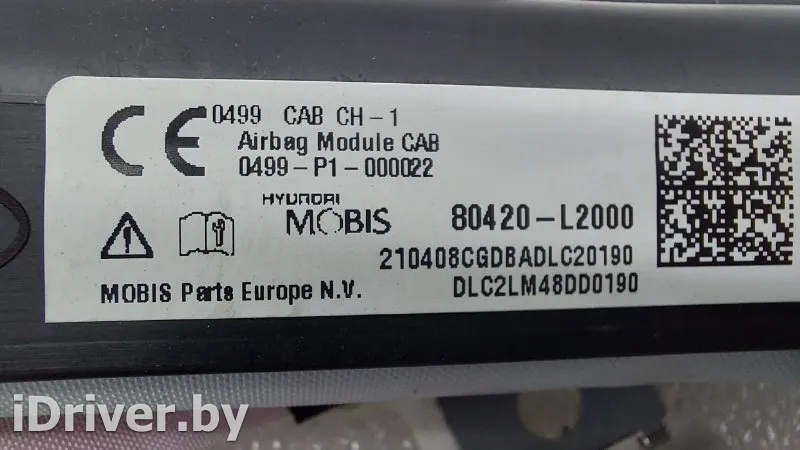 CE 0499 CAB CH-1
Airbag Module CAB
0499-P1-000022
HYUNDAI
MOBIS 80420-L2000
210408CGDBADLC20190
MOBIS Parts Europe N.V. DLC2LM48DD0190
iDriver.by